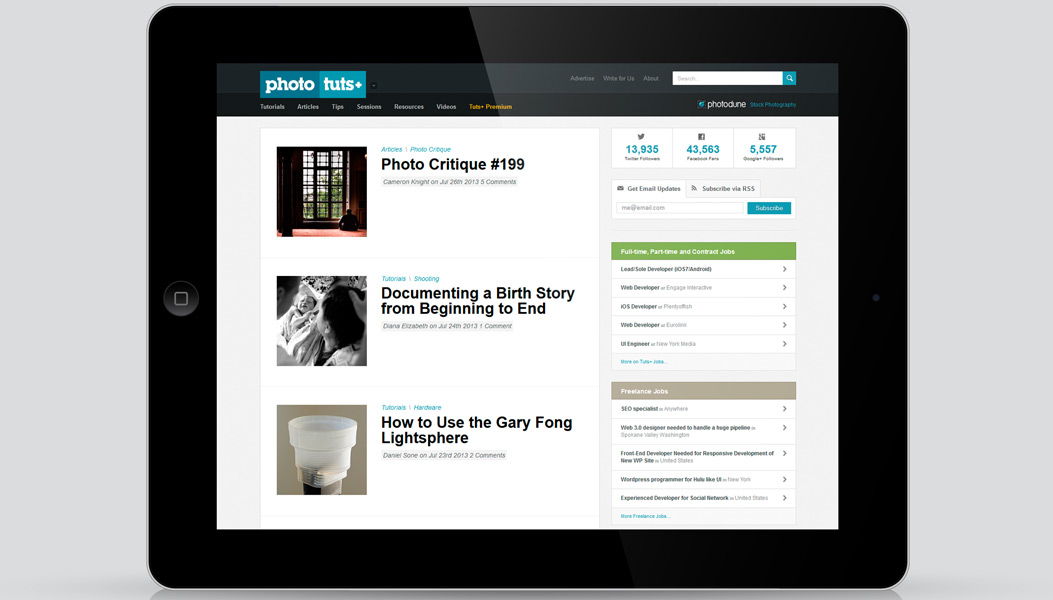 photo tuts+
Advertise Write for Us About
Search...
Tutorials Articles Tips Sessions Resources Videos Tuts+ Premium
photodune Stock Photography
Articles \ Photo Critique
Photo Critique #199
Cameron Knight on Jul 26th 2013 5 Comments
Tutorials \ Shooting
Documenting a Birth Story
from Beginning to End
Diana Elizabeth on Jul 24th 2013 1 Comment
Tutorials \ Hardware
How to Use the Gary Fong
Lightsphere
Daniel Sone on Jul 23rd 2013 2 Comments
13,935 43,563 5,557
Twitter Followers Facebook Fans Google+ Followers
Get Email Updates Subscribe via RSS
me@email.com Subscribe
Full-time, Part-time and Contract Jobs
Lead/Sole Developer (iOS7/Android)
Web Developer at Engage Interactive
iOS Developer at Plentyoffish
Web Developer at Eurolink
UI Engineer at New York Media
More on Tuts+ Jobs...
Freelance Jobs
SEO specialist in Anywhere
Web 3.0 designer needed to handle a huge pipeline in
Spokane Valley Washington
Front-End Developer Needed for Responsive Development of
New WP Site in United States
Wordpress programmer for Hulu like UI in New York
Experienced Developer for Social Network in United States
More Freelance Jobs...